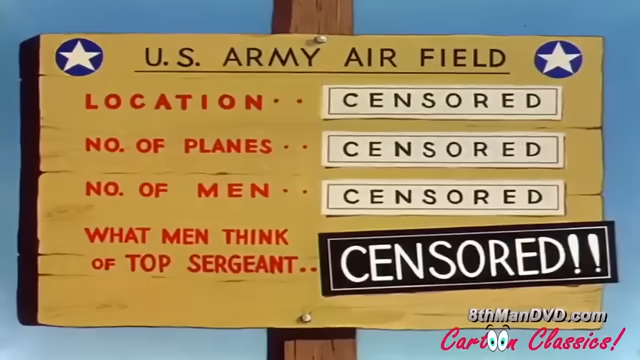 U.S. ARMY AIR FIELD
LOCATION·· CENSORED
NO. OF PLANES·· CENSORED
NO. OF MEN·· CENSORED
WHAT MEN THINK
OF TOP SERGEANT.. CENSORED!!
8thManDVD.com
Cartoon Classics!